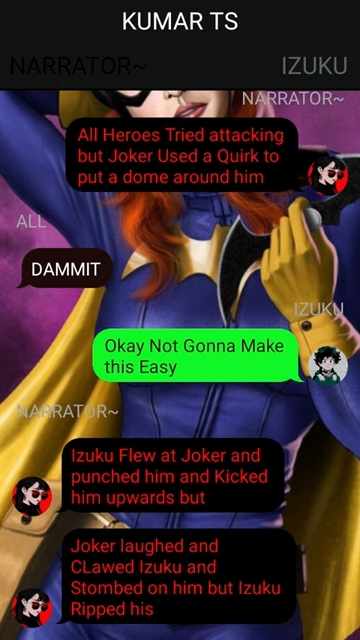 KUMAR TS
NARRATOR~
IZUKU
NARRATOR~
All Heroes Tried attacking
but Joker Used a Quirk to
put a dome around him
ALL
DAMMIT
IZUKU
Okay Not Gonna Make
this Easy
NARRATOR~
Izuku Flew at Joker and
punched him and Kicked
him upwards but
Joker laughed and
CLawed Izuku and
Stombed on him but Izuku
Ripped his